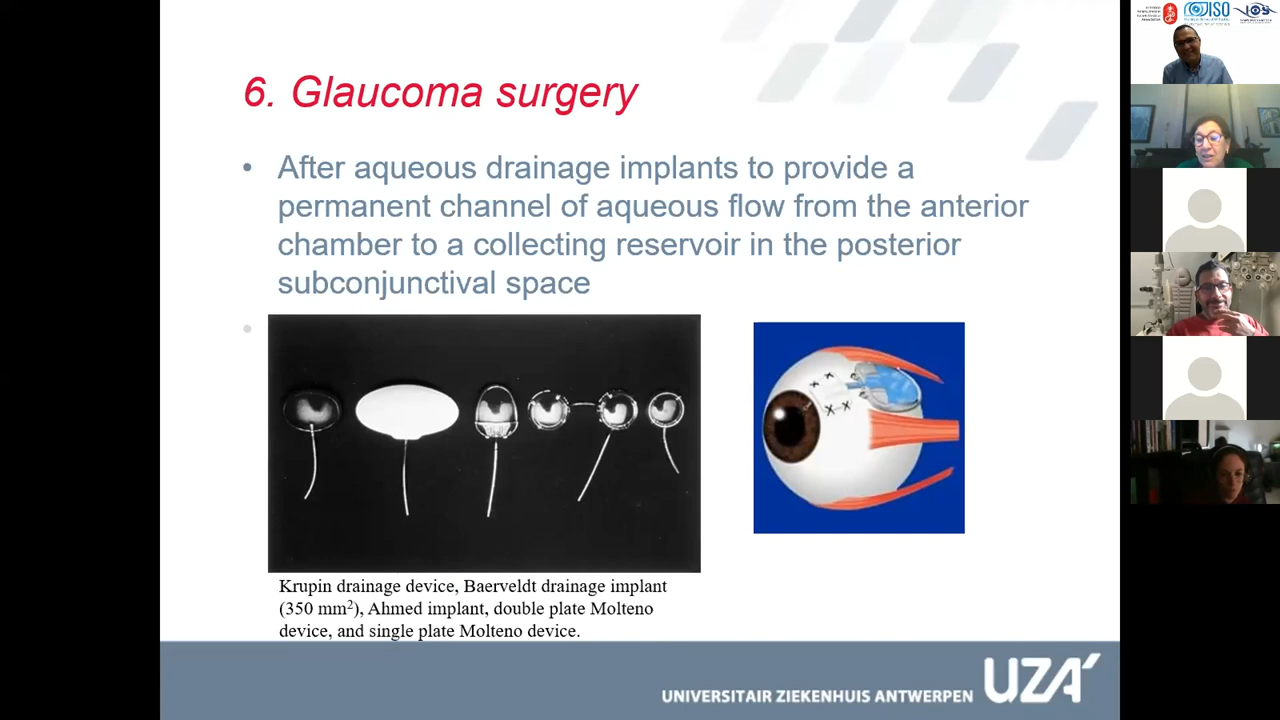 6. Glaucoma surgery
• After aqueous drainage implants to provide a
permanent channel of aqueous flow from the anterior
chamber to a collecting reservoir in the posterior
subconjunctival space
•
Krupin drainage device, Baerveldt drainage implant
(350 mm²), Ahmed implant, double plate Molteno
device, and single plate Molteno device.
UNIVERSITAIR ZIEKENHUIS ANTWERPEN UZA'
ISO
IOS